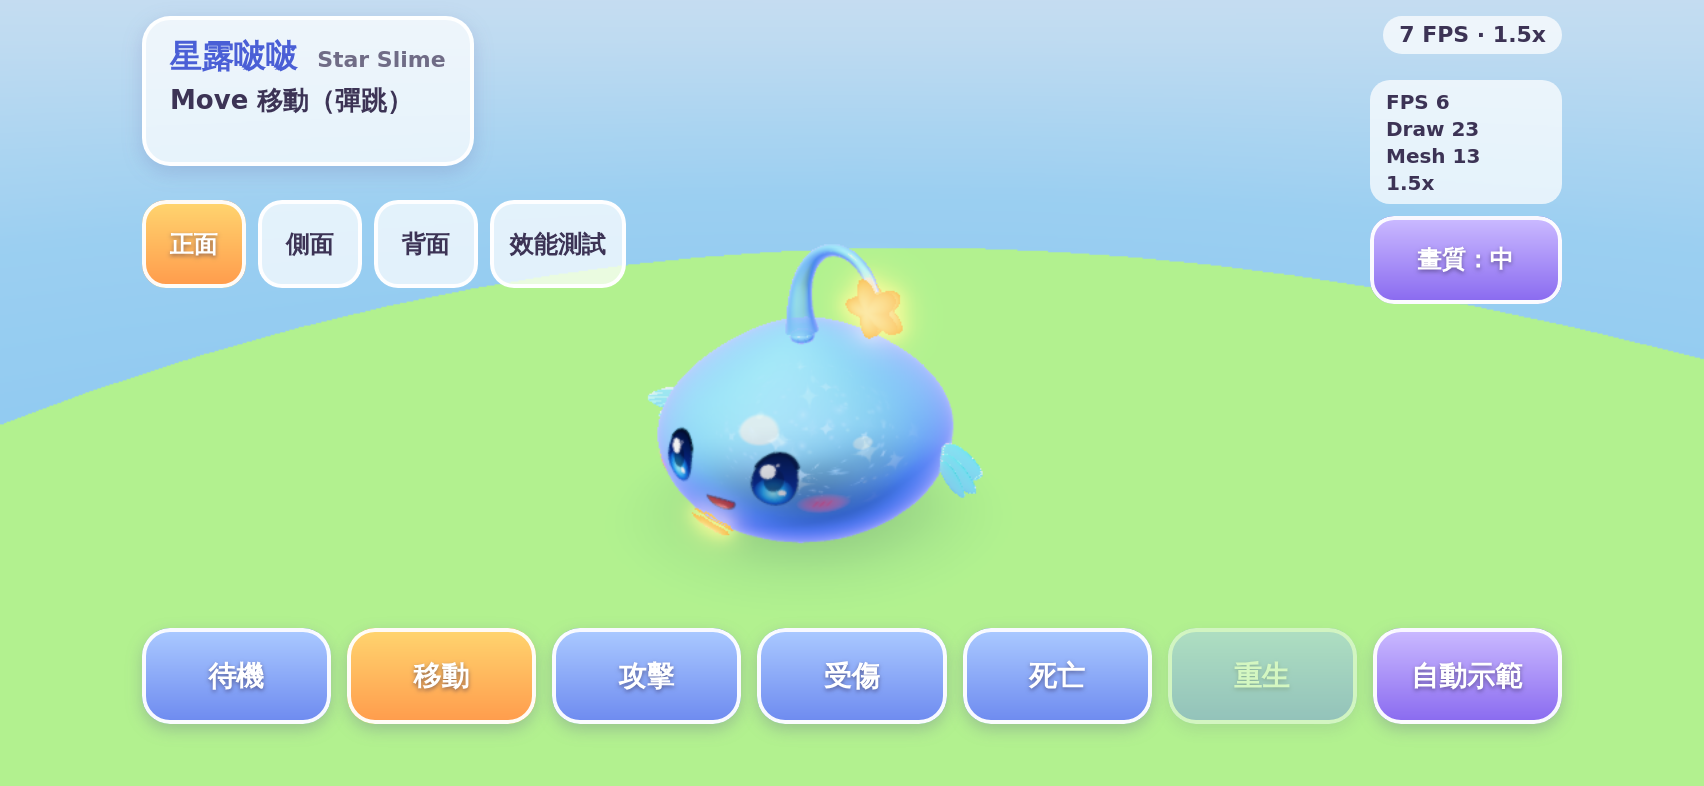 星露啵啵 Star Slime
Move 移動（彈跳）
7 FPS · 1.5x
FPS 6
Draw 23
Mesh 13
1.5x
正面 側面 背面 效能測試
畫質：中
待機 移動 攻擊 受傷 死亡 重生 自動示範